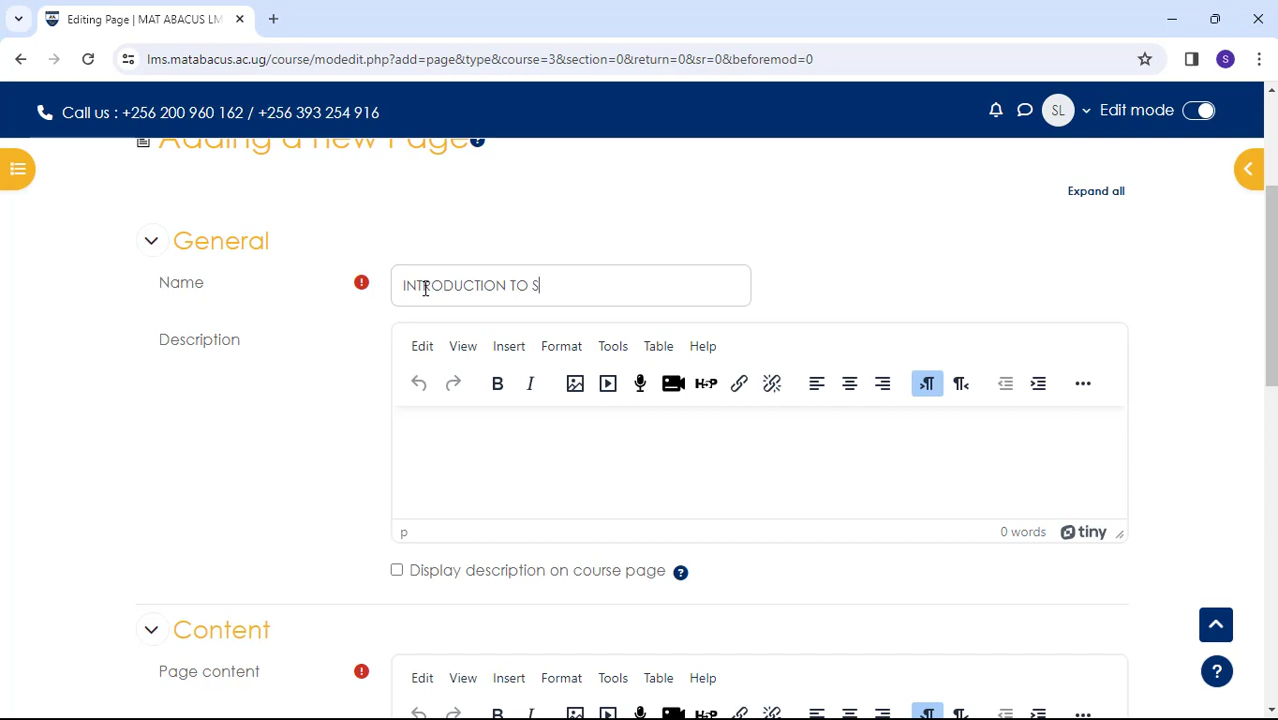 Editing Page | MAT ABACUS LM
lms.matabacus.ac.ug/course/modedit.php?add=page&type&course=3&section=0&return=0&sr=0&beforemod=0
S
Call us : +256 200 960 162 / +256 393 254 916
SL
Edit mode
Adding a new Page
Expand all
General
Name
INTRODUCTION TO S
Description
Edit View Insert Format Tools Table Help
B I H5P
p
0 words
tiny
Display description on course page
Content
Page content
Edit View Insert Format Tools Table Help
B I H5P